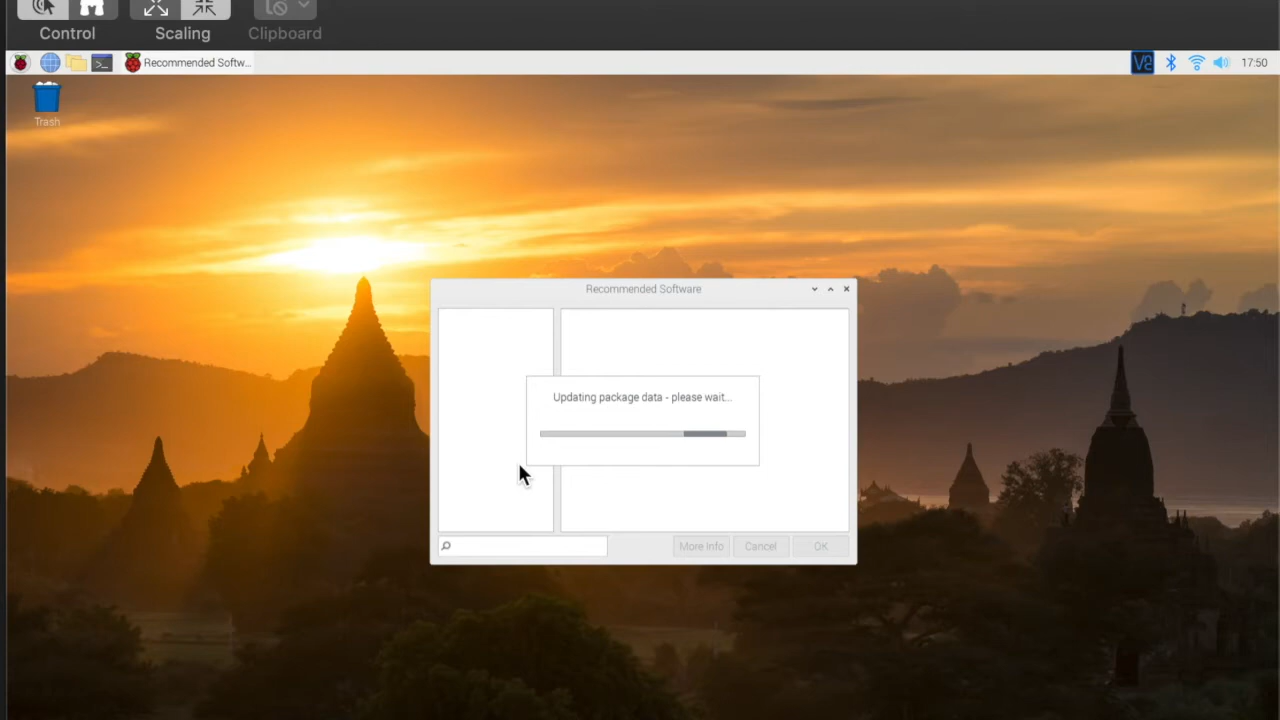 Control
Scaling
Clipboard
Recommended Softw...
V2
17:50
Trash
Recommended Software
Updating package data - please wait...
More Info
Cancel
OK